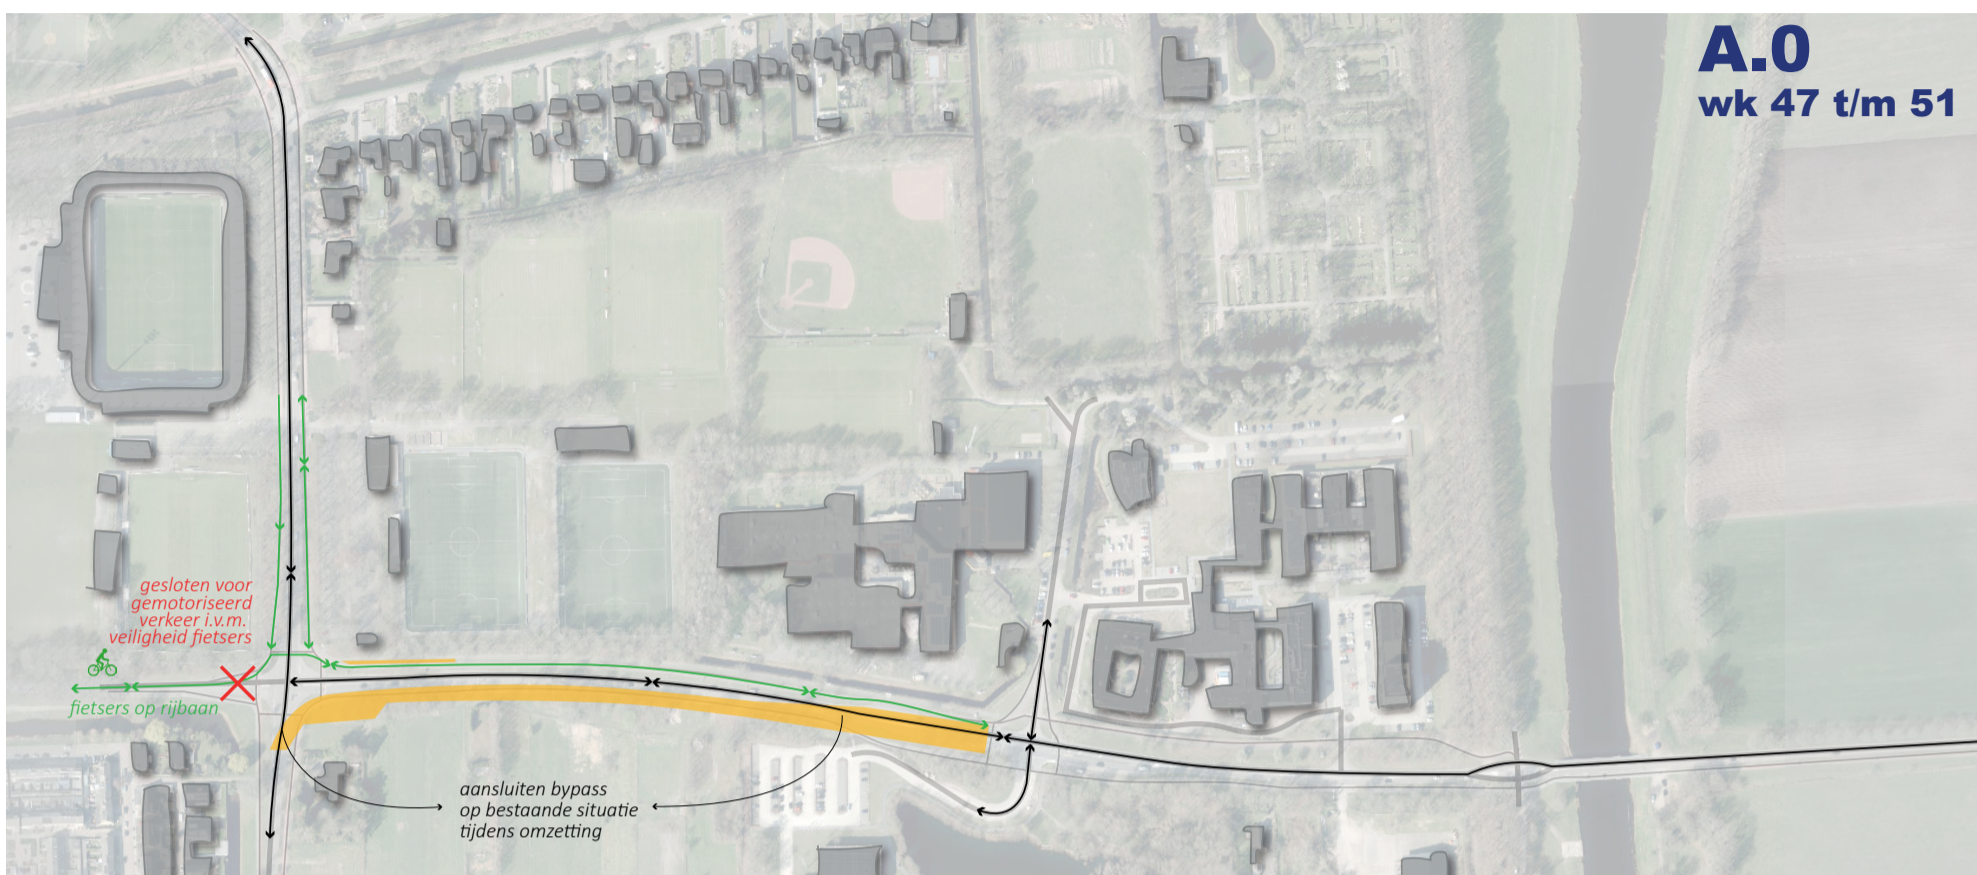 A.0
wk 47 t/m 51
gesloten voor
gemotoriseerd
verkeer i.v.m.
veiligheid fietsers
fietsers op rijbaan
aansluiten bypass
op bestaande situatie
tijdens omzetting